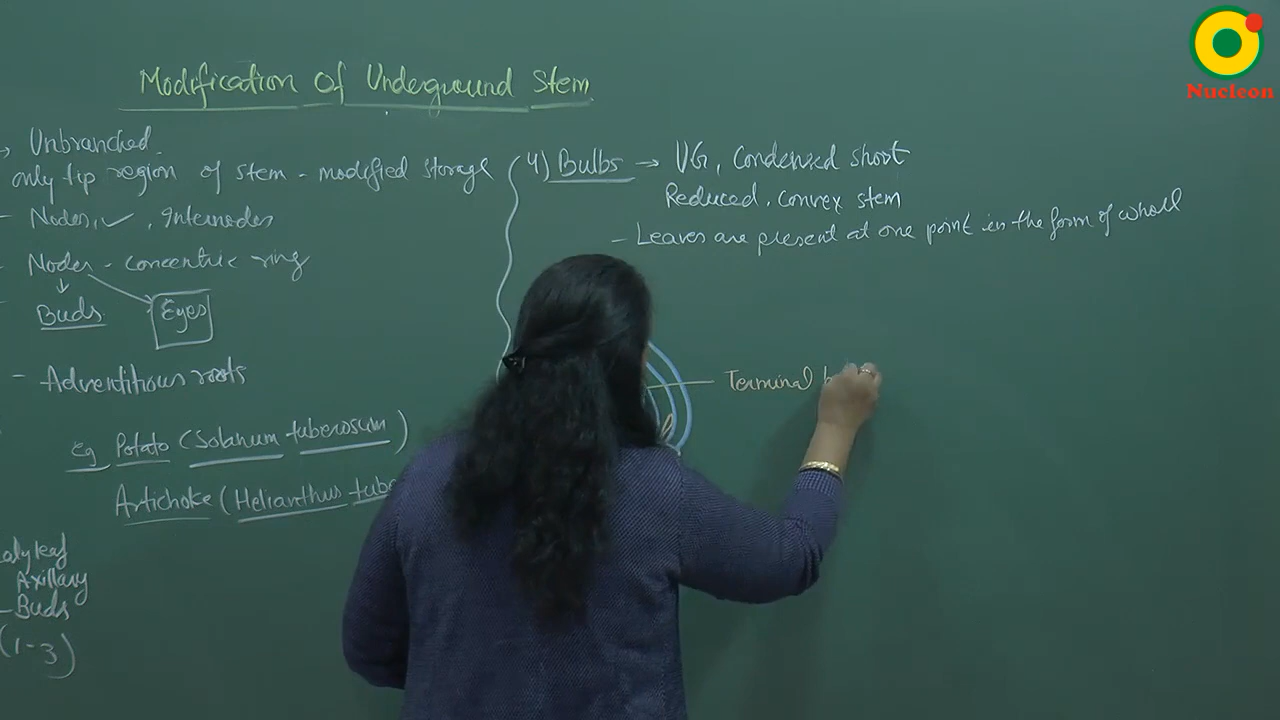 Modification Of Underground Stem
→ Unbranched.
only tip region of stem - modified storage
- Nodes, ✓, Internodes
- Nodes - concentric ring
↓
Buds
Eyes
- Adventitious roots
eg Potato (Solanum tuberosum)
Artichoke (Helianthus tube
leaf
Axillary
- Buds
(1-3)
4) Bulbs → UG, Condensed shoot
Reduced, convex stem
- Leaves are present at one point in the form of whorl
Terminal b
Nucleon